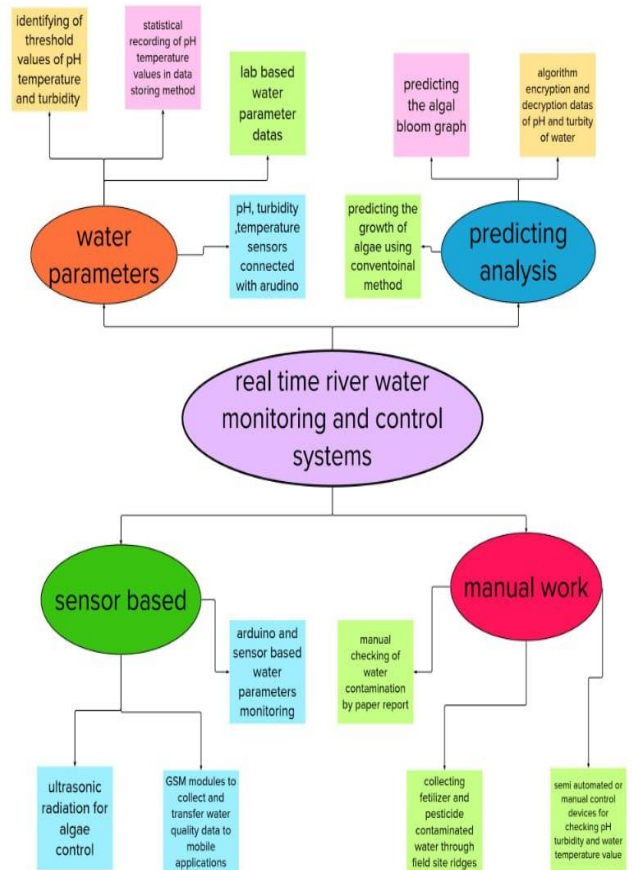 identifying of
threshold
values of pH
temperature
and turbidity
statistical
recording of pH
temperature
values in data
storing method
lab based
water
parameter
datas
predicting
the algal
bloom graph
algorithm
encryption and
decryption datas
of pH and turbity
of water
water
parameters
pH, turbidity
,temperature
sensors
connected
with arudino
predicting the
growth of
algae using
conventoinal
method
predicting
analysis
real time river water
monitoring and control
systems
sensor based
manual work
arduino and
sensor based
water
parameters
monitoring
manual
checking of
water
contamination
by paper report
ultrasonic
radiation for
algae
control
GSM modules to
collect and
transfer water
quality data to
mobile
applications
collecting
fetilizer and
pesticide
contaminated
water through
field site ridges
semi automated or
manual control
devices for
checking pH
turbidity and water
temperature value